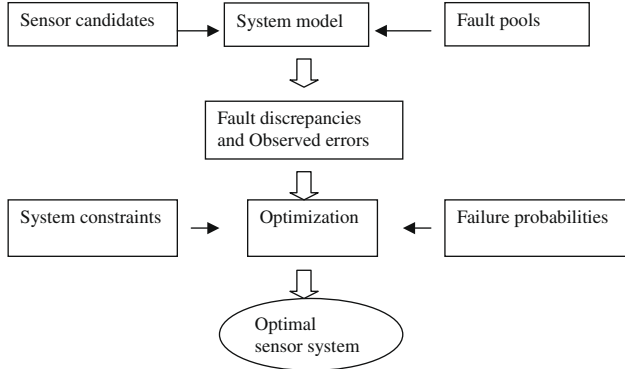 Sensor candidates
System model
Fault pools
Fault discrepancies
and Observed errors
System constraints
Optimization
Failure probabilities
Optimal
sensor system